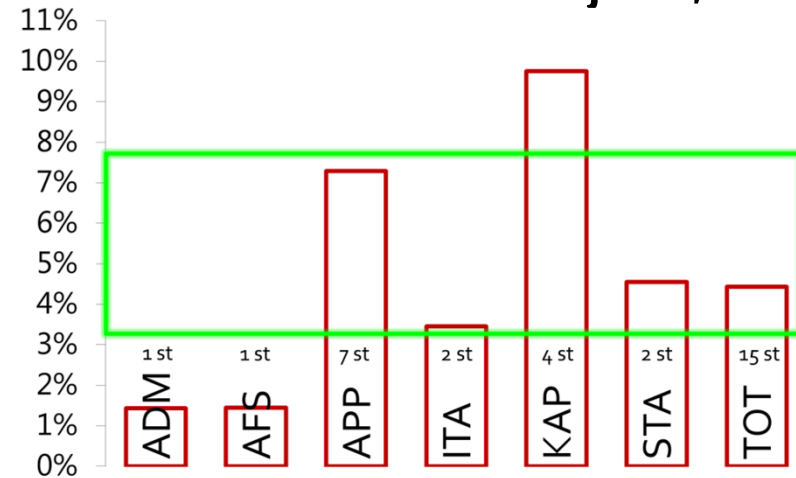 11%
10%
9%
8%
7%
6%
5%
4%
3%
2%
1%
0%
1 st
1 st
7 st
2 st
4 st
2 st
15 st
ADM
AFS
APP
ITA
KAP
STA
TOT